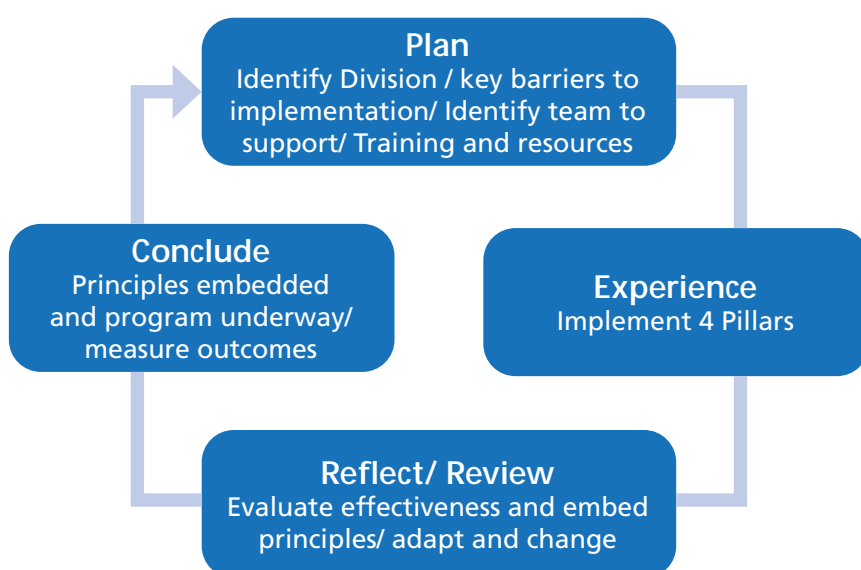 Plan
Identify Division / key barriers to
implementation/ Identify team to
support/ Training and resources
Conclude
Principles embedded
and program underway/
measure outcomes
Experience
Implement 4 Pillars
Reflect/ Review
Evaluate effectiveness and embed
principles/ adapt and change